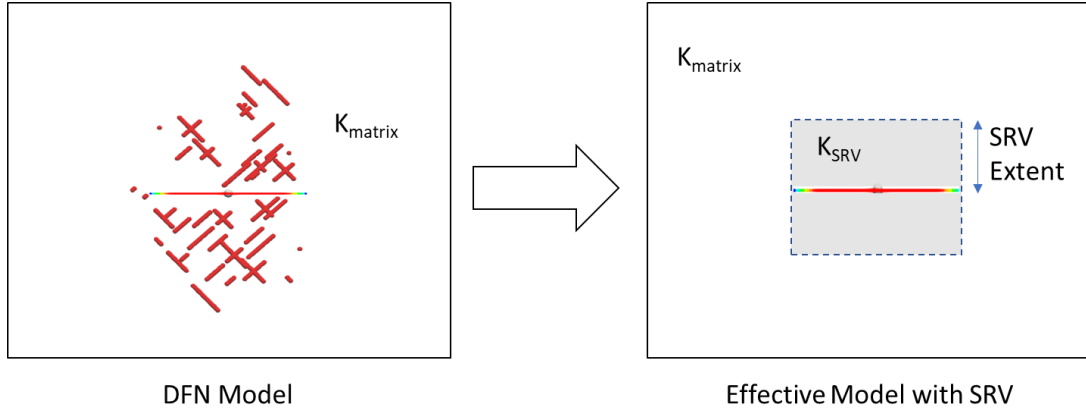 K_matrix
K_matrix
K_SRV
SRV
Extent
DFN Model
Effective Model with SRV